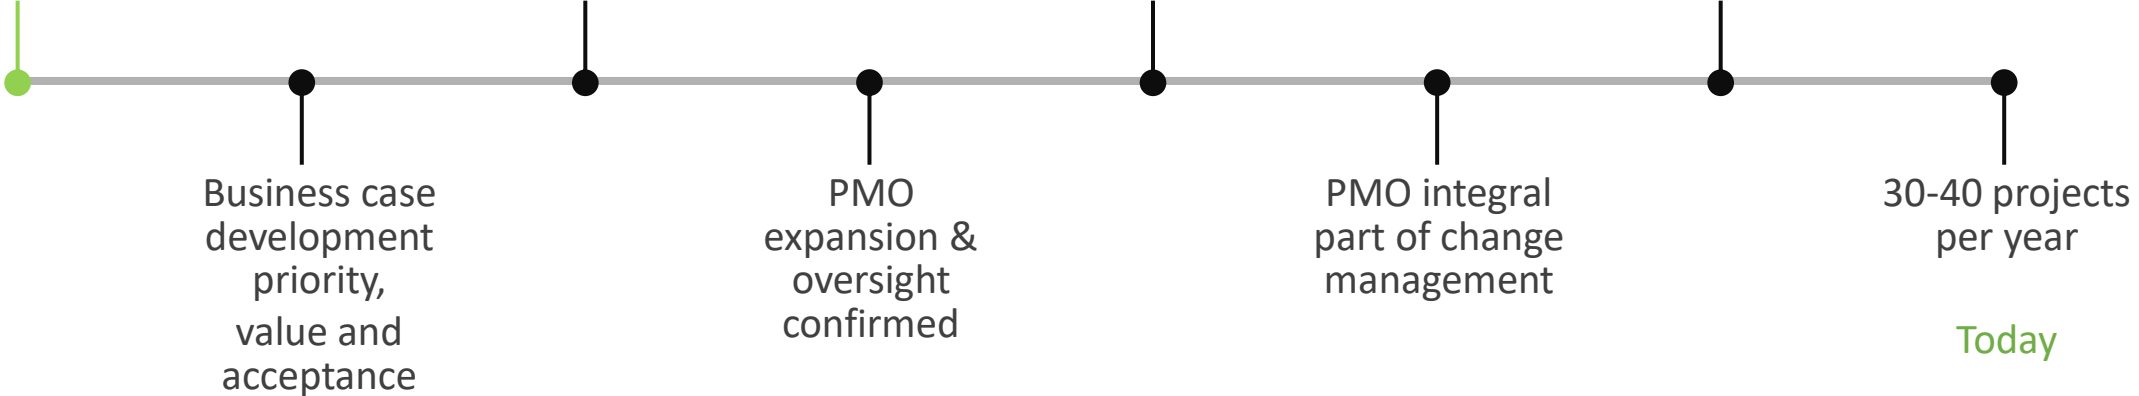 Business case
development
priority,
value and
acceptance
PMO
expansion &
oversight
confirmed
PMO integral
part of change
management
30-40 projects
per year
Today